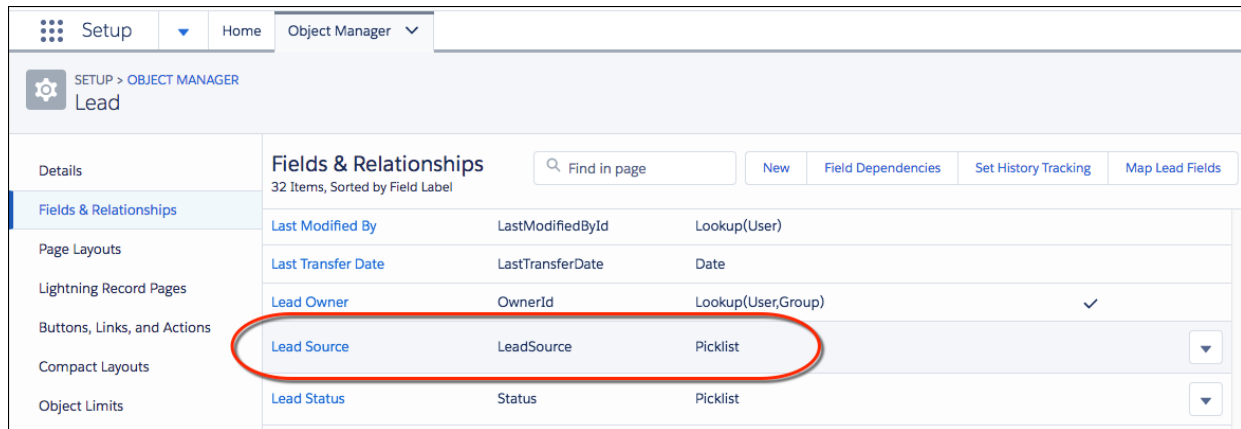 Setup Home Object Manager
SETUP > OBJECT MANAGER
Lead
Details
Fields & Relationships
Page Layouts
Lightning Record Pages
Buttons, Links, and Actions
Compact Layouts
Object Limits
Fields & Relationships
32 Items, Sorted by Field Label
Find in page New Field Dependencies Set History Tracking Map Lead Fields
Last Modified By LastModifiedById Lookup(User)
Last Transfer Date LastTransferDate Date
Lead Owner OwnerId Lookup(User,Group)
Lead Source LeadSource Picklist
Lead Status Status Picklist